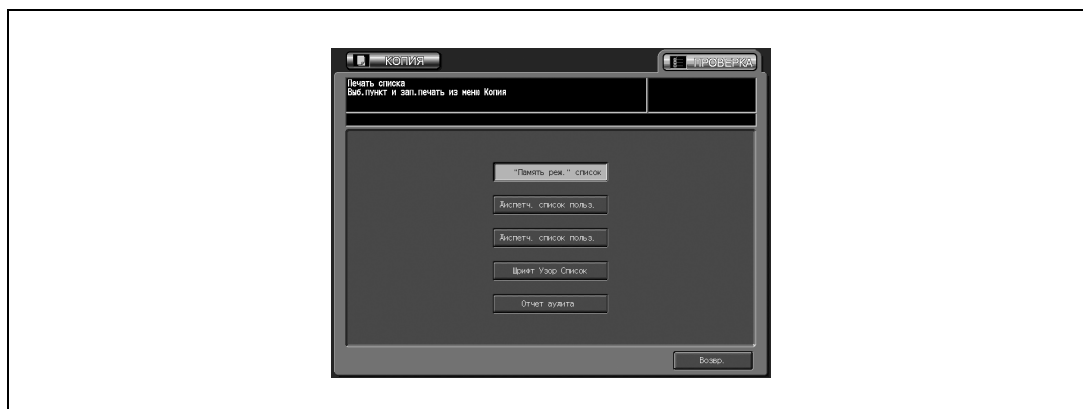 КОПИЯ
ПРОВЕРКА
Печать списка
Выб.пункт и зап.печать из меню Копия
"Память реж." список
Диспетч. список польз.
Диспетч. список польз.
Шрифт Узор Список
Отчет аудита
Возвр.